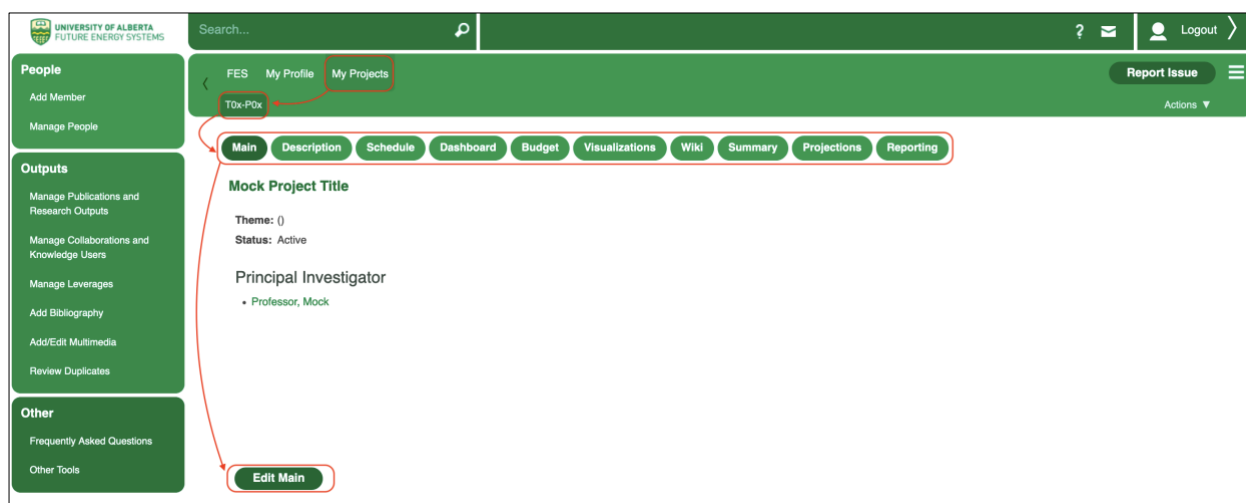 UNIVERSITY OF ALBERTA
FUTURE ENERGY SYSTEMS
Search...
?
Logout
People
Add Member
Manage People
Outputs
Manage Publications and
Research Outputs
Manage Collaborations and
Knowledge Users
Manage Leverages
Add Bibliography
Add/Edit Multimedia
Review Duplicates
Other
Frequently Asked Questions
Other Tools
FES My Profile My Projects
Report Issue
T0x-P0x
Actions ▼
Main Description Schedule Dashboard Budget Visualizations Wiki Summary Projections Reporting
Mock Project Title
Theme: ()
Status: Active
Principal Investigator
• Professor, Mock
Edit Main